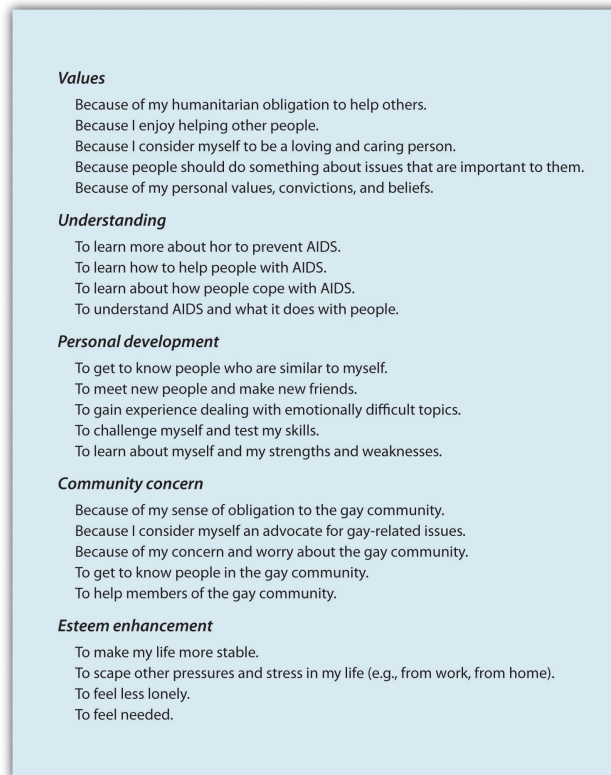 Values
Because of my humanitarian obligation to help others.
Because I enjoy helping other people.
Because I consider myself to be a loving and caring person.
Because people should do something about issues that are important to them.
Because of my personal values, convictions, and beliefs.
Understanding
To learn more about hor to prevent AIDS.
To learn how to help people with AIDS.
To learn about how people cope with AIDS.
To understand AIDS and what it does with people.
Personal development
To get to know people who are similar to myself.
To meet new people and make new friends.
To gain experience dealing with emotionally difficult topics.
To challenge myself and test my skills.
To learn about myself and my strengths and weaknesses.
Community concern
Because of my sense of obligation to the gay community.
Because I consider myself an advocate for gay-related issues.
Because of my concern and worry about the gay community.
To get to know people in the gay community.
To help members of the gay community.
Esteem enhancement
To make my life more stable.
To scape other pressures and stress in my life (e.g., from work, from home).
To feel less lonely.
To feel needed.